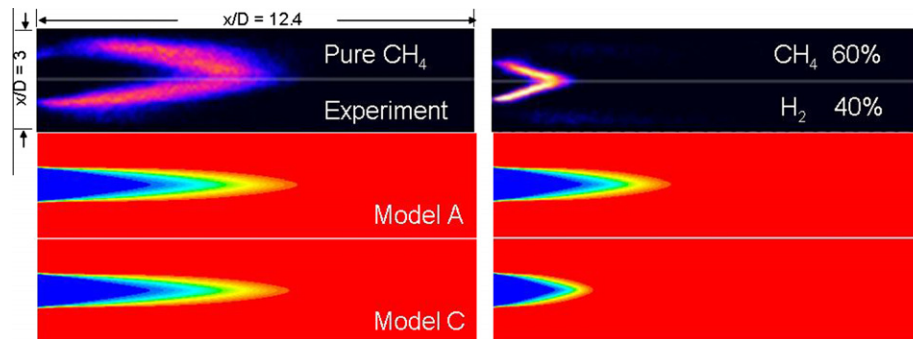 x/D = 12.4
x/D = 3
Pure CH₄
Experiment
CH₄ 60%
H₂ 40%
Model A
Model C